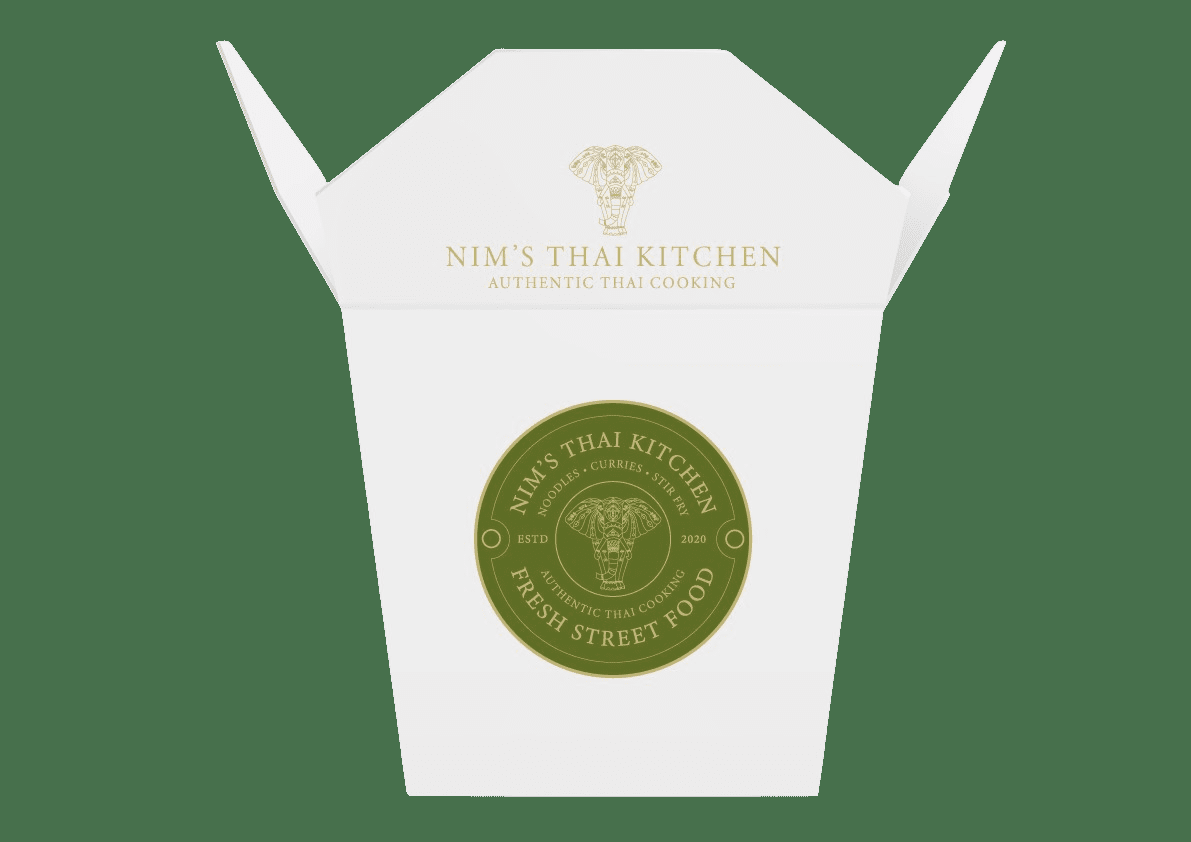 NIM'S THAI KITCHEN
AUTHENTIC THAI COOKING
NIM'S THAI KITCHEN
NOODLES • CURRIES • STIR FRY
ESTD 2020
AUTHENTIC THAI COOKING
FRESH STREET FOOD